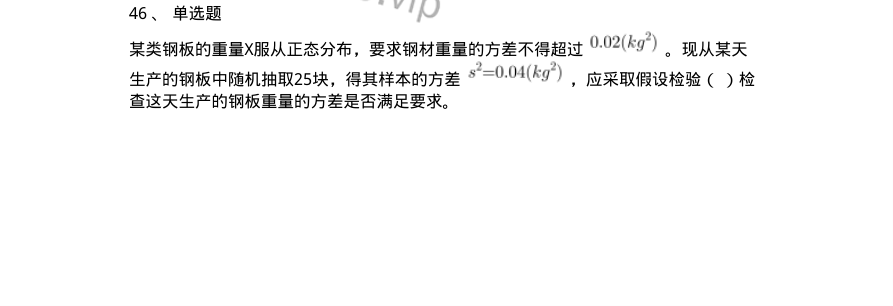 46 、 单选题
某类钢板的重量X服从正态分布，要求钢材重量的方差不得超过 0.02(kg²) 。现从某天
生产的钢板中随机抽取25块，得其样本的方差 s²=0.04(kg²) ，应采取假设检验（ ）检
查这天生产的钢板重量的方差是否满足要求。